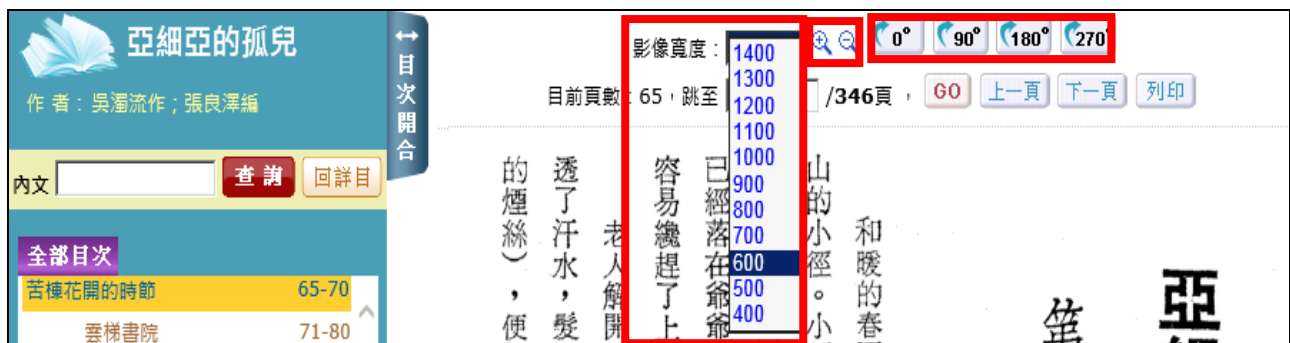 亞細亞的孤兒
作 者： 吳濁流作；張良澤編
內文
查 詢
回詳目
全部目次
苦楝花開的時節 65-70
雲梯書院 71-80
↔目次開合
影像寬度：
1400
1300
1200
1100
1000
900
800
700
600
500
400
0°
90°
180°
270°
目前頁數：65，跳至 /346頁 ， GO 上一頁 下一頁 列印
亞細
第
和暖的春
山的小徑。小
已經落在爺爺
容易纔趕了上
老人解開
透了汗水，髮
的煙絲），便